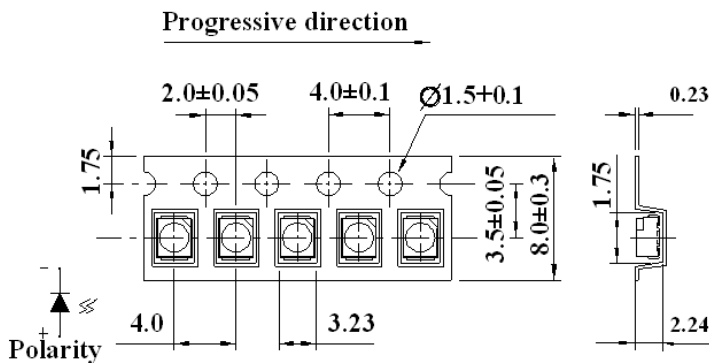 Progressive direction
2.0±0.05 4.0±0.1 Ø1.5+0.1 0.23
1.75
3.5±0.05
8.0±0.3
1.75
-
+
4.0 3.23 2.24
Polarity